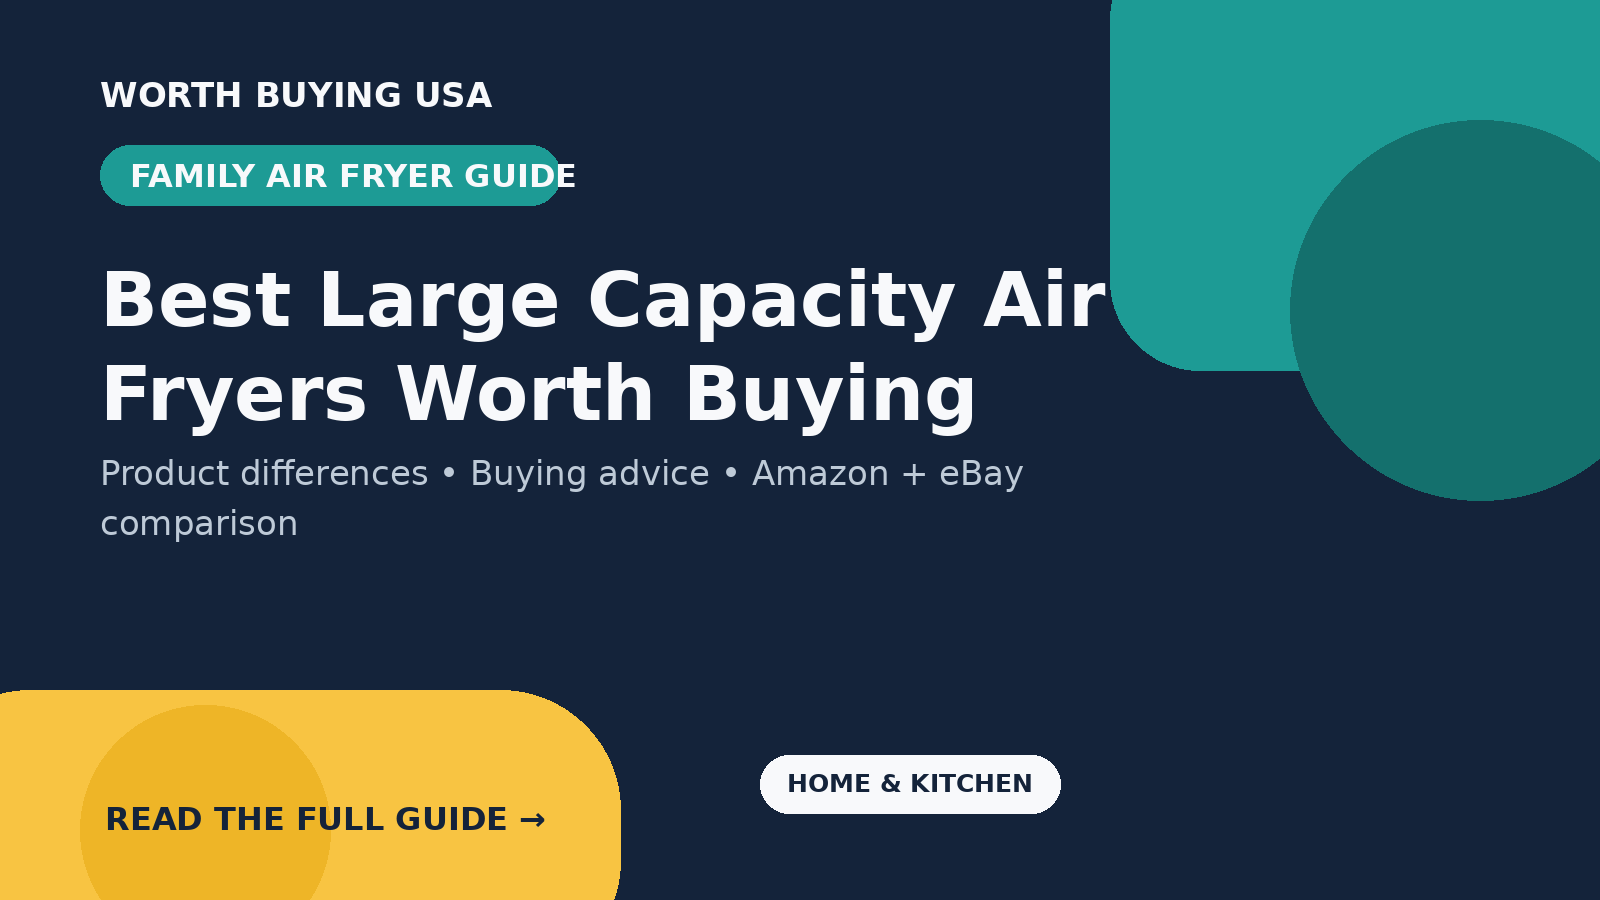 WORTH BUYING USA
FAMILY AIR FRYER GUIDE
Best Large Capacity Air
Fryers Worth Buying
Product differences • Buying advice • Amazon + eBay
comparison
HOME & KITCHEN
READ THE FULL GUIDE →